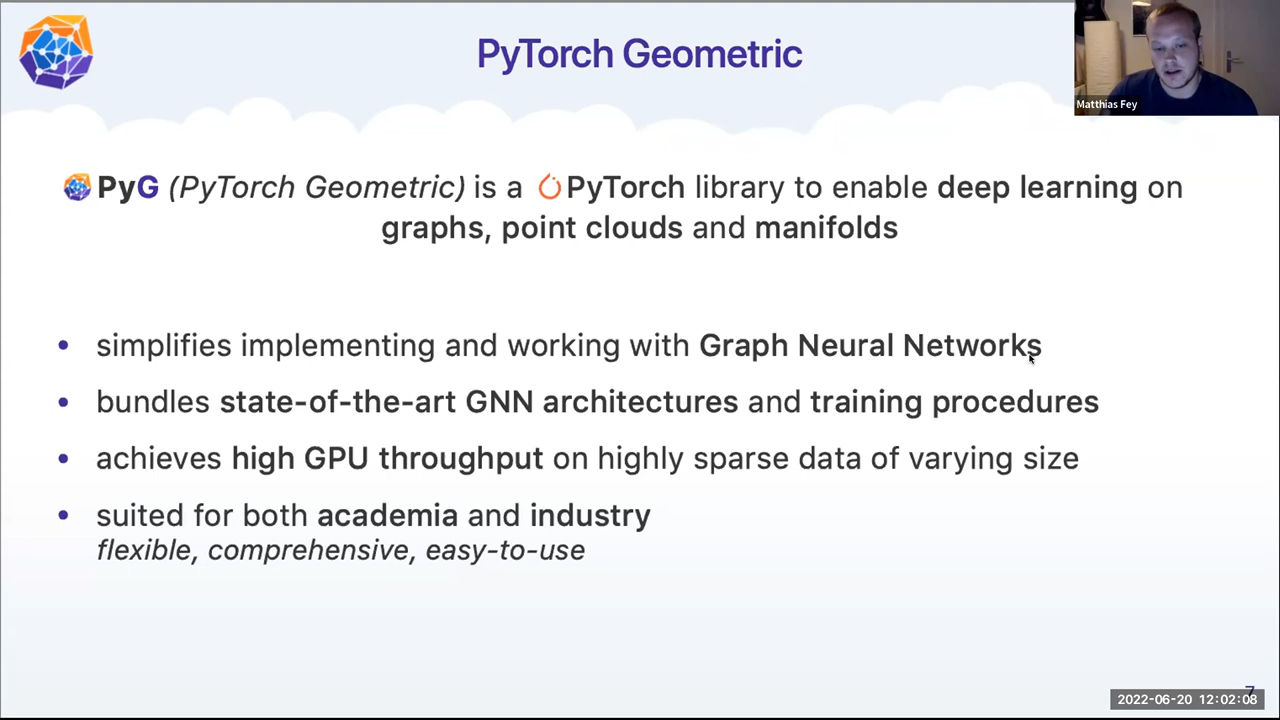 PyTorch Geometric
Matthias Fey
PyG (PyTorch Geometric) is a PyTorch library to enable deep learning on
graphs, point clouds and manifolds
• simplifies implementing and working with Graph Neural Networks
• bundles state-of-the-art GNN architectures and training procedures
• achieves high GPU throughput on highly sparse data of varying size
• suited for both academia and industry
flexible, comprehensive, easy-to-use
7
2022-06-20 12:02:08